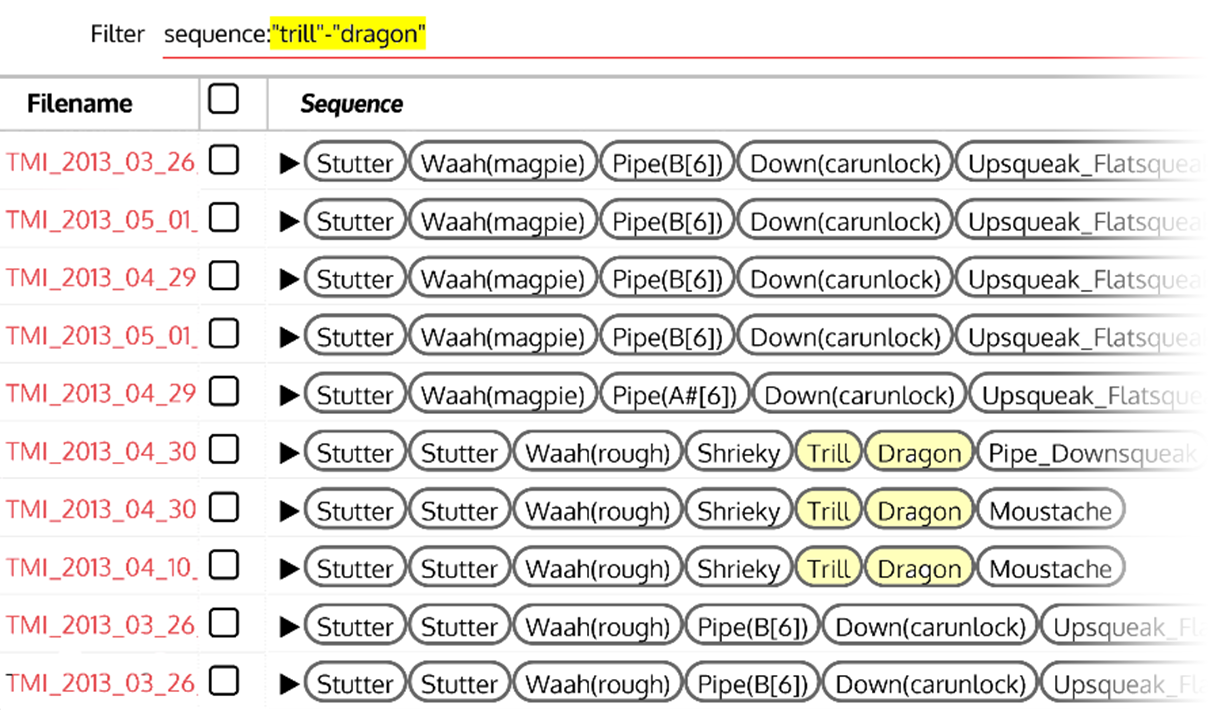 Filter sequence:"trill"-"dragon"
Filename Sequence
TMI_2013_03_26 Stutter Waah(magpie) Pipe(B[6]) Down(carunlock) Upsqueak_Flatsquea
TMI_2013_05_01_ Stutter Waah(magpie) Pipe(B[6]) Down(carunlock) Upsqueak_Flatsquea
TMI_2013_04_29 Stutter Waah(magpie) Pipe(B[6]) Down(carunlock) Upsqueak_Flatsquea
TMI_2013_05_01_ Stutter Waah(magpie) Pipe(B[6]) Down(carunlock) Upsqueak_Flatsquea
TMI_2013_04_29 Stutter Waah(magpie) Pipe(A#[6]) Down(carunlock) Upsqueak_Flatsque
TMI_2013_04_30 Stutter Stutter Waah(rough) Shrieky Trill Dragon Pipe_Downsqueak
TMI_2013_04_30 Stutter Stutter Waah(rough) Shrieky Trill Dragon Moustache
TMI_2013_04_10_ Stutter Stutter Waah(rough) Shrieky Trill Dragon Moustache
TMI_2013_03_26 Stutter Stutter Waah(rough) Pipe(B[6]) Down(carunlock) Upsqueak_Fl
TMI_2013_03_26 Stutter Stutter Waah(rough) Pipe(B[6]) Down(carunlock) Upsqueak_Fl